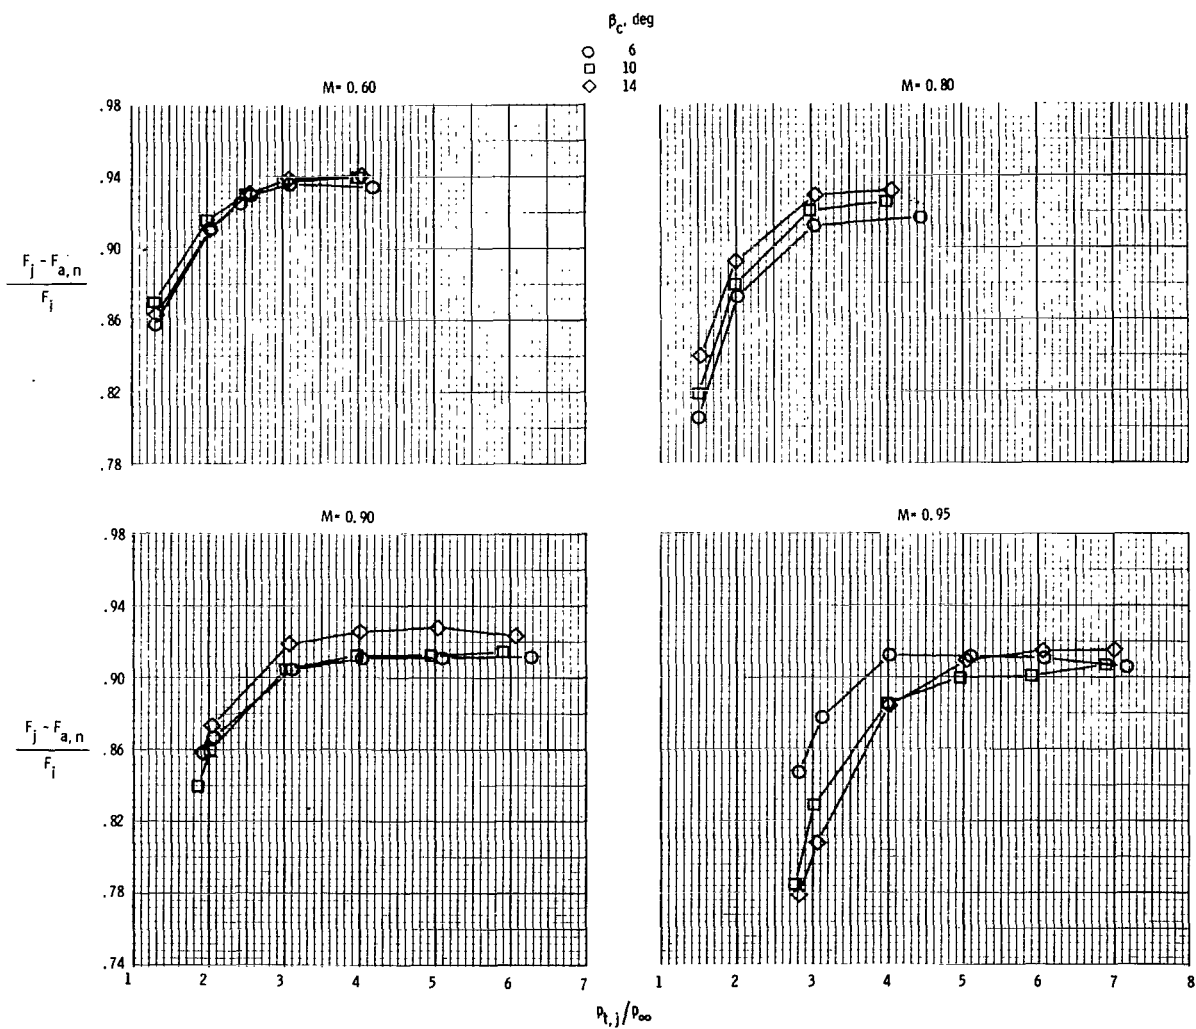 β_c, deg
○ 6
□ 10
◇ 14
M= 0.60
M= 0.80
.98
.94
.90
.86
.82
.78
F_j - F_a,n
F_i
M= 0.90
M= 0.95
.98
.94
.90
.86
.82
.78
.74
F_j - F_a,n
F_i
1 2 3 4 5 6 7
1 2 3 4 5 6 7 8
p_t,j/p_∞